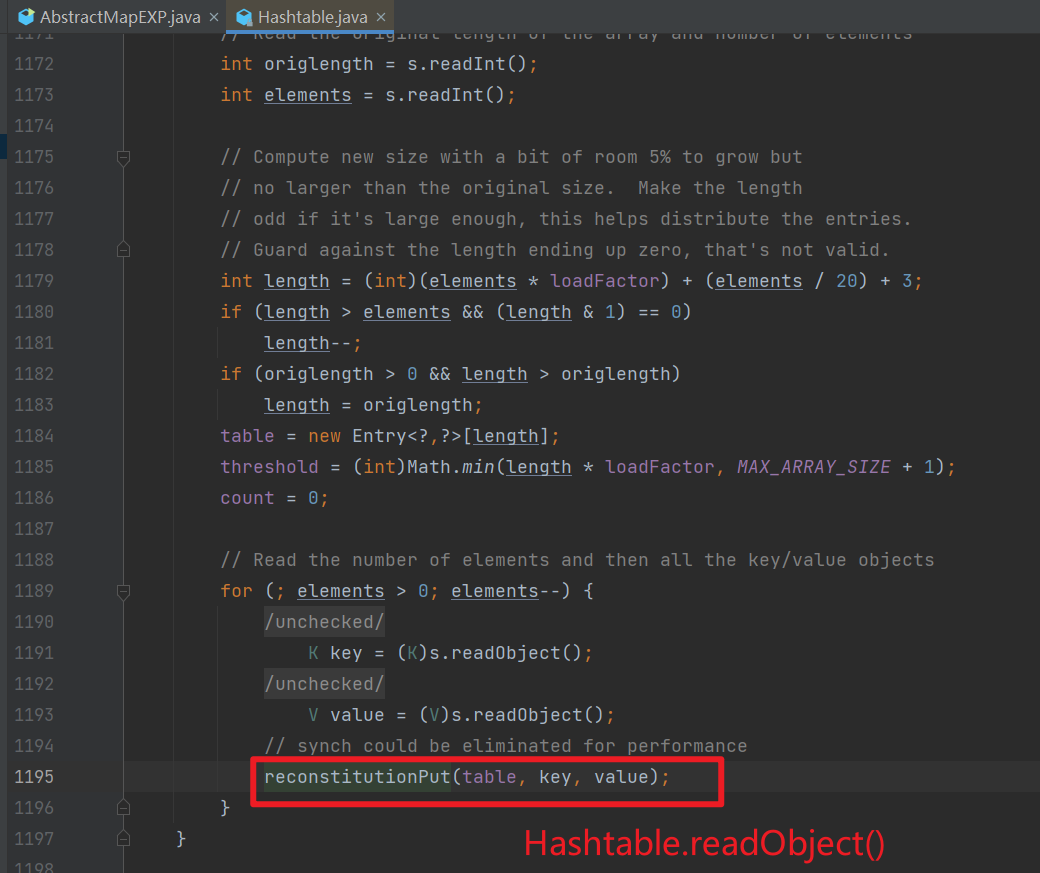 AbstractMapEXP.java × Hashtable.java ×
1171 // Read the original length of the array and number of elements
1172 int origlength = s.readInt();
1173 int elements = s.readInt();
1174
1175 // Compute new size with a bit of room 5% to grow but
1176 // no larger than the original size.  Make the length
1177 // odd if it's large enough, this helps distribute the entries.
1178 // Guard against the length ending up zero, that's not valid.
1179 int length = (int)(elements * loadFactor) + (elements / 20) + 3;
1180 if (length > elements && (length & 1) == 0)
1181 length--;
1182 if (origlength > 0 && length > origlength)
1183 length = origlength;
1184 table = new Entry<?,?>[length];
1185 threshold = (int)Math.min(length * loadFactor, MAX_ARRAY_SIZE + 1);
1186 count = 0;
1187
1188 // Read the number of elements and then all the key/value objects
1189 for (; elements > 0; elements--) {
1190 /unchecked/
1191 K key = (K)s.readObject();
1192 /unchecked/
1193 V value = (V)s.readObject();
1194 // synch could be eliminated for performance
1195 reconstitutionPut(table, key, value);
1196 }
1197 }
Hashtable.readObject()
1198